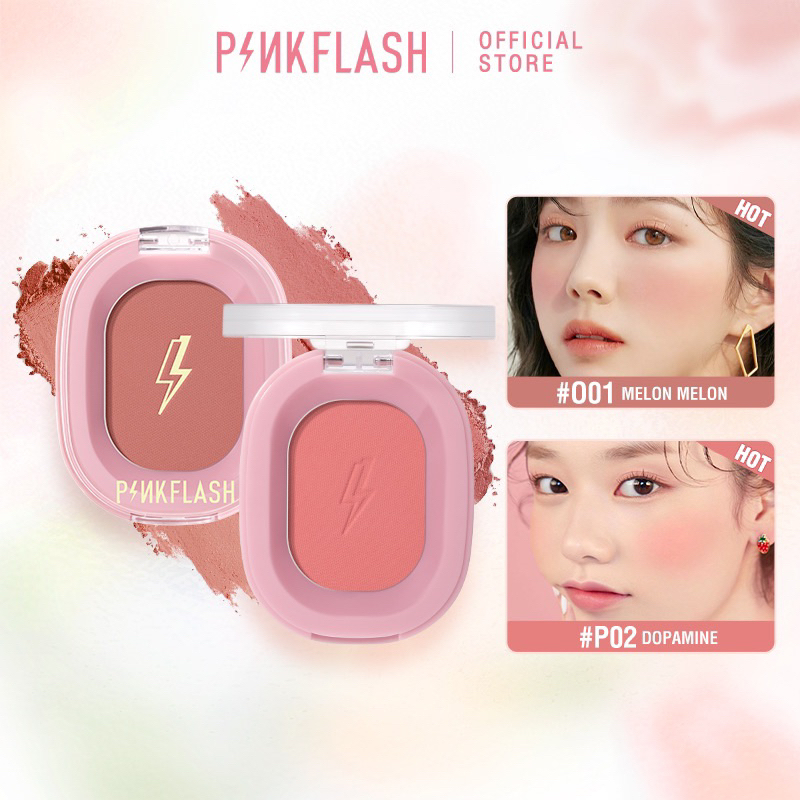 PINKFLASH
OFFICIAL
STORE
HOT
#001 MELON MELON
PINKFLASH
HOT
#P02 DOPAMINE